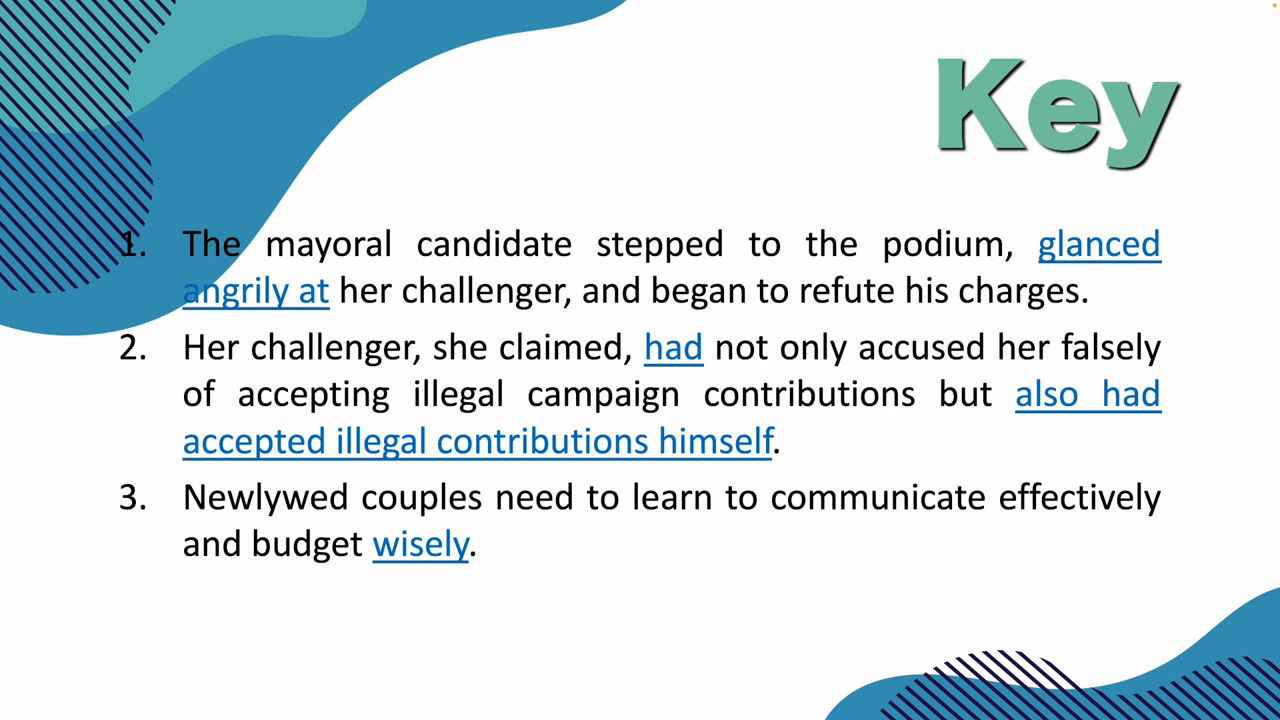 Key
1. The mayoral candidate stepped to the podium, glanced
angrily at her challenger, and began to refute his charges.
2. Her challenger, she claimed, had not only accused her falsely
of accepting illegal campaign contributions but also had
accepted illegal contributions himself.
3. Newlywed couples need to learn to communicate effectively
and budget wisely.